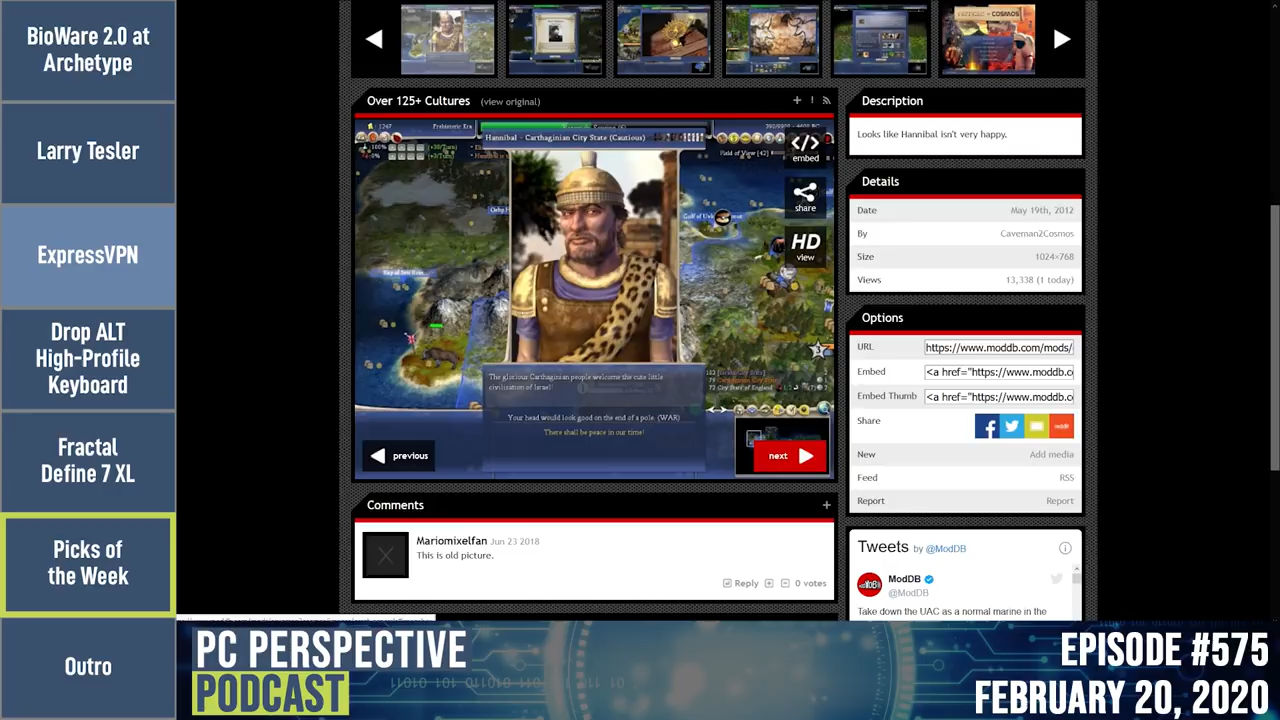 BioWare 2.0 at
Archetype
Larry Tesler
ExpressVPN
Drop ALT
High-Profile
Keyboard
Fractal
Define 7 XL
Picks of
the Week
Outro
Over 125+ Cultures (view original)
Prehistoric Era
Hannibal - Carthaginian City State (Cautious)
Field of View [42]
embed
share
HD
view
The glorious Carthaginian people welcome the cute little
civilization of Israel!
Your head would look good on the end of a pole. (WAR)
There shall be peace in our time!
previous
next
Comments
Mariomixelfan Jun 23 2018
This is old picture.
Reply 0 votes
Description
Looks like Hannibal isn't very happy.
Details
Date May 19th, 2012
By Caveman2Cosmos
Size 1024×768
Views 13,338 (1 today)
Options
URL https://www.moddb.com/mods/
Embed <a href="https://www.moddb.co
Embed Thumb <a href="https://www.moddb.co
Share
reddit
New Add media
Feed RSS
Report Report
Tweets by @ModDB
ModDB
@ModDB
Take down the UAC as a normal marine in the
PC PERSPECTIVE
PODCAST
EPISODE #575
FEBRUARY 20, 2020